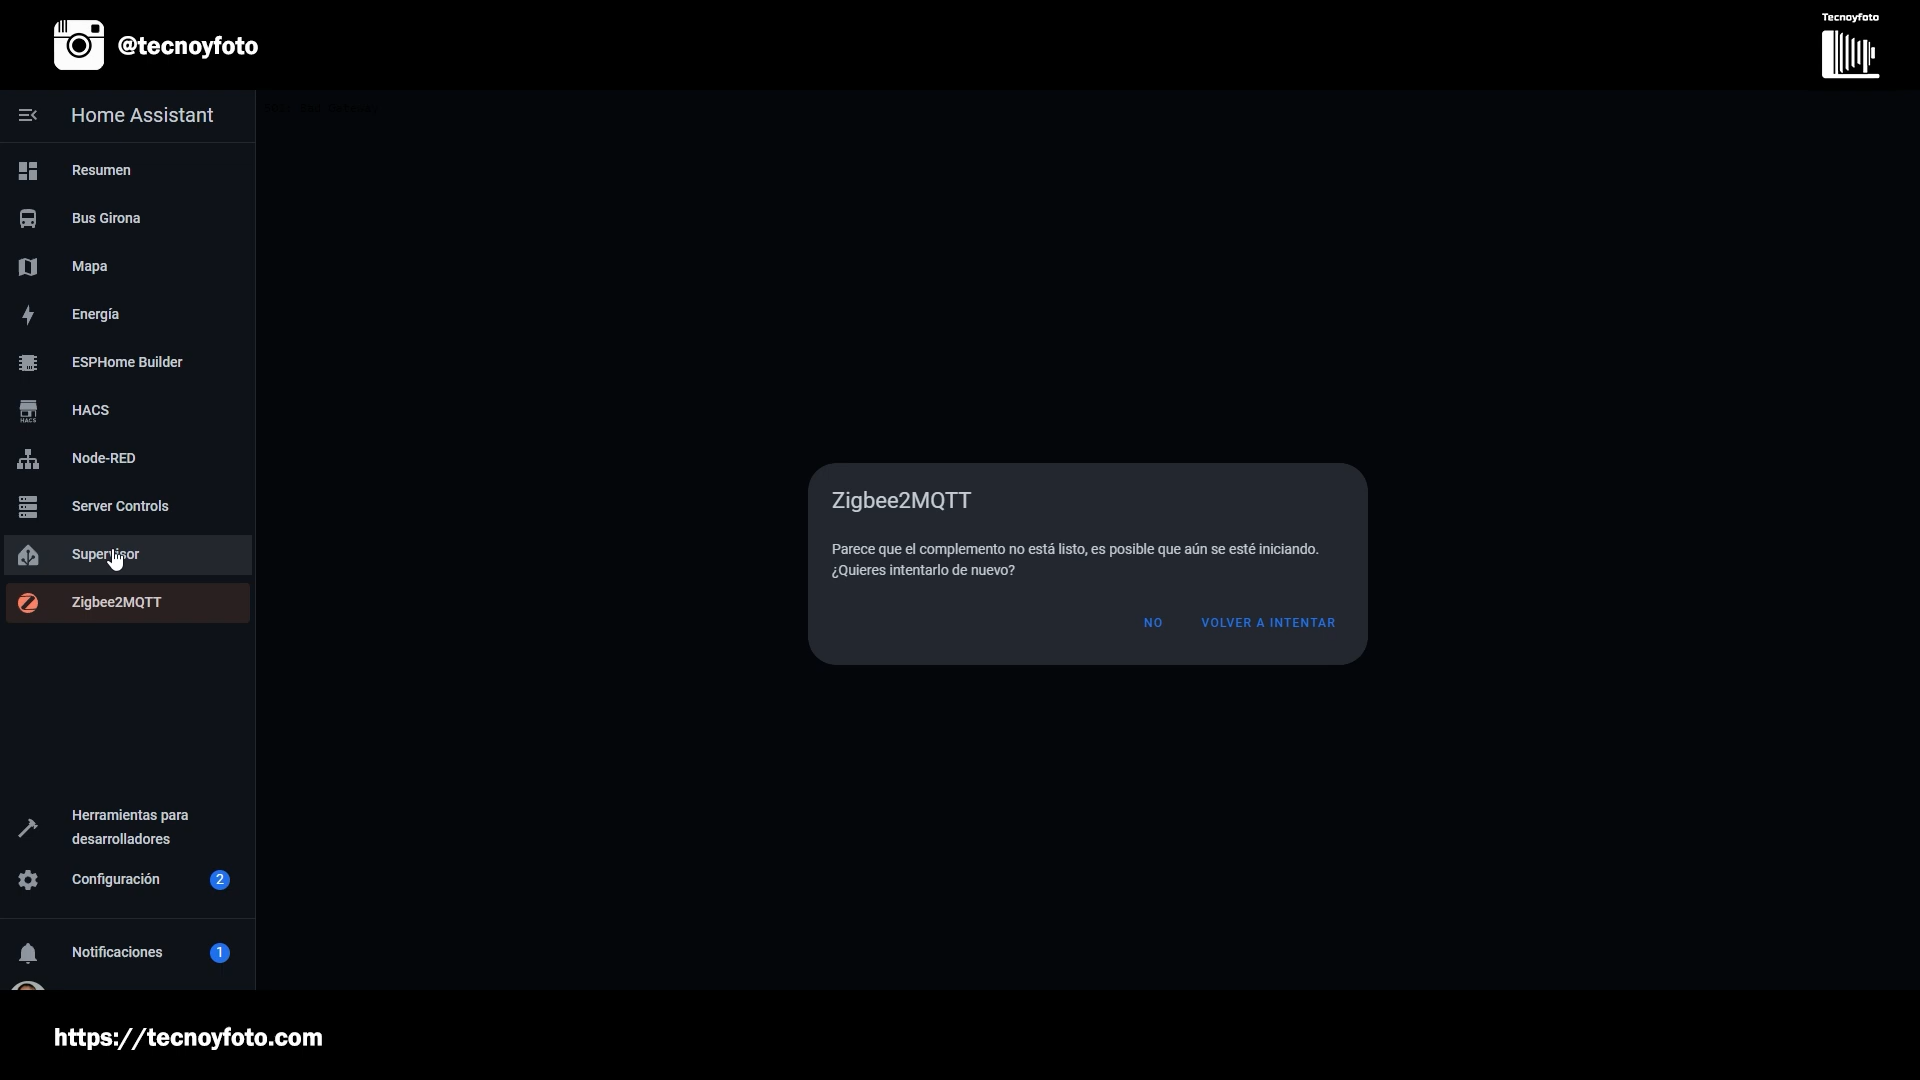 @tecnoyfoto
Tecnoyfoto
Home Assistant
Resumen
Bus Girona
Mapa
Energía
ESPHome Builder
HACS
HACS
Node-RED
Server Controls
Supervisor
Zigbee2MQTT
Herramientas para
desarrolladores
Configuración 2
Notificaciones 1
Zigbee2MQTT
Parece que el complemento no está listo, es posible que aún se esté iniciando.
¿Quieres intentarlo de nuevo?
NO VOLVER A INTENTAR
https://tecnoyfoto.com